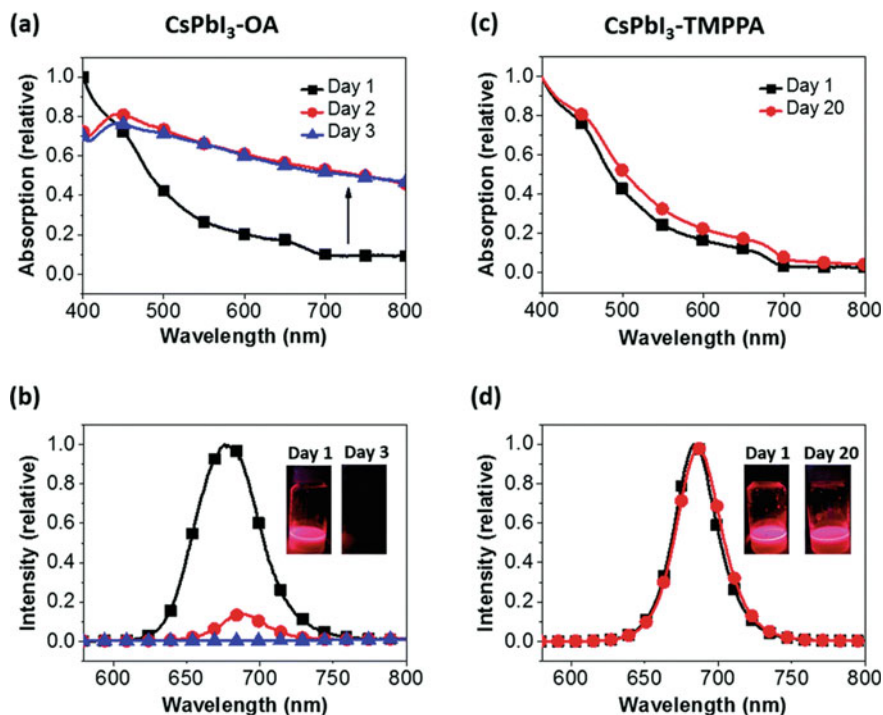 (a) CsPbI₃-OA
Absorption (relative)
1.0
0.8
0.6
0.4
0.2
0.0
Day 1
Day 2
Day 3
400 500 600 700 800
Wavelength (nm)
(c) CsPbI₃-TMPPA
Absorption (relative)
1.0
0.8
0.6
0.4
0.2
0.0
Day 1
Day 20
400 500 600 700 800
Wavelength (nm)
(b)
Intensity (relative)
1.0
0.8
0.6
0.4
0.2
0.0
Day 1 Day 3
600 650 700 750 800
Wavelength (nm)
(d)
Intensity (relative)
1.0
0.8
0.6
0.4
0.2
0.0
Day 1 Day 20
600 650 700 750 800
Wavelength (nm)